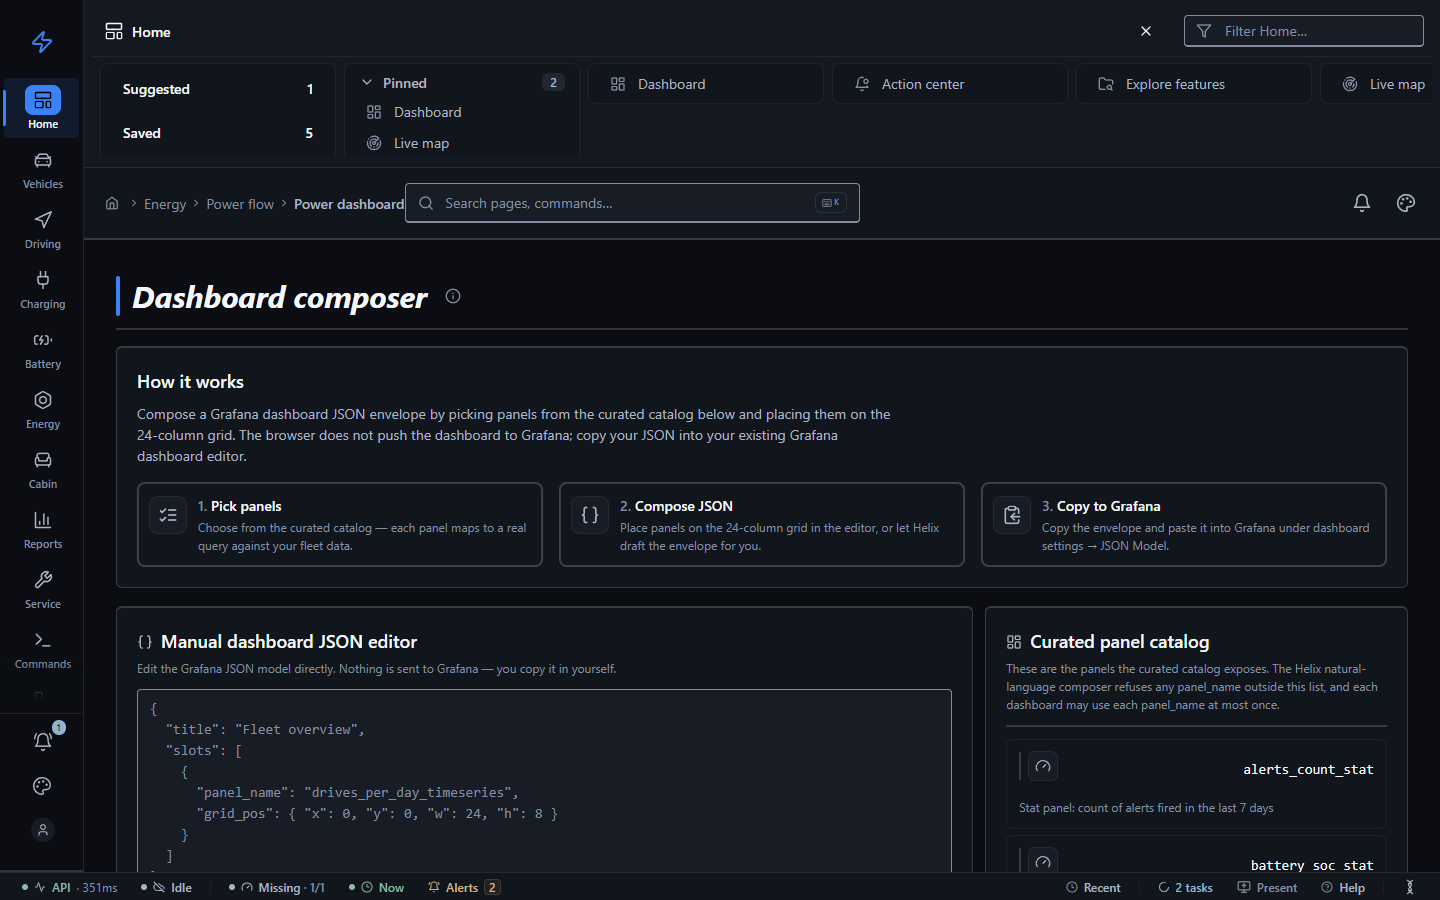 Home
Filter Home...
Suggested 1
Saved 5
Pinned 2
Dashboard
Live map
Dashboard
Action center
Explore features
Live map
Home
Vehicles
Driving
Charging
Battery
Energy
Cabin
Reports
Service
Commands
1
Energy > Power flow > Power dashboard
Search pages, commands...
K
Dashboard composer
How it works
Compose a Grafana dashboard JSON envelope by picking panels from the curated catalog below and placing them on the
24-column grid. The browser does not push the dashboard to Grafana; copy your JSON into your existing Grafana
dashboard editor.
1. Pick panels
Choose from the curated catalog — each panel maps to a real
query against your fleet data.
2. Compose JSON
Place panels on the 24-column grid in the editor, or let Helix
draft the envelope for you.
3. Copy to Grafana
Copy the envelope and paste it into Grafana under dashboard
settings → JSON Model.
Manual dashboard JSON editor
Edit the Grafana JSON model directly. Nothing is sent to Grafana — you copy it in yourself.
{
"title": "Fleet overview",
"slots": [
{
"panel_name": "drives_per_day_timeseries",
"grid_pos": { "x": 0, "y": 0, "w": 24, "h": 8 }
}
]
Curated panel catalog
These are the panels the curated catalog exposes. The Helix natural-
language composer refuses any panel_name outside this list, and each
dashboard may use each panel_name at most once.
alerts_count_stat
Stat panel: count of alerts fired in the last 7 days
battery_soc_stat
API · 351ms
Idle
Missing · 1/1
Now
Alerts 2
Recent
2 tasks
Present
Help